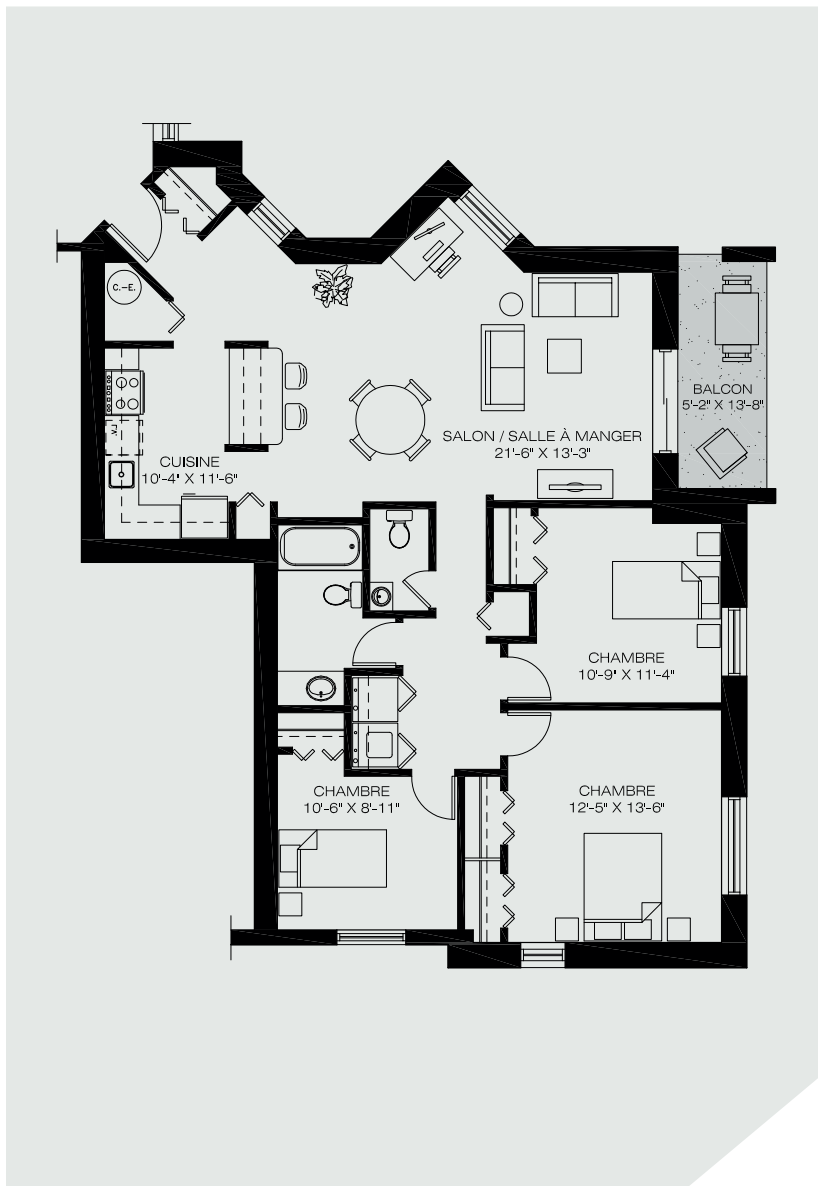 C.-E.
BALCON
5'-2" X 13'-8"
SALON / SALLE À MANGER
21'-6" X 13'-3"
CUISINE
10'-4" X 11'-6"
LV
CHAMBRE
10'-9" X 11'-4"
CHAMBRE
10'-6" X 8'-11"
CHAMBRE
12'-5" X 13'-6"